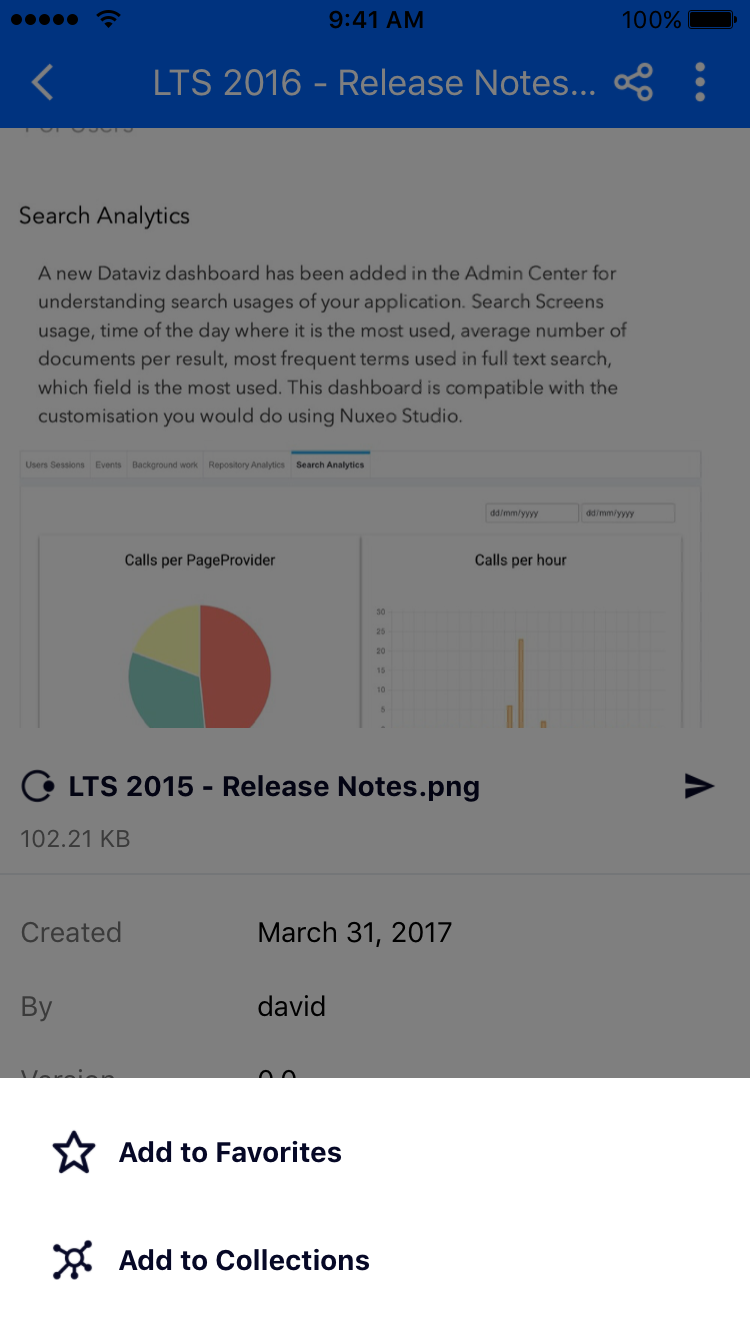 9:41 AM
100%
LTS 2016 - Release Notes...
For Users
Search Analytics
A new Dataviz dashboard has been added in the Admin Center for
understanding search usages of your application. Search Screens
usage, time of the day where it is the most used, average number of
documents per result, most frequent terms used in full text search,
which field is the most used. This dashboard is compatible with the
customisation you would do using Nuxeo Studio.
Users Sessions Events Background work Repository Analytics Search Analytics
dd/mm/yyyy dd/mm/yyyy
Calls per PageProvider Calls per hour
30
25
20
15
10
5
LTS 2015 - Release Notes.png
102.21 KB
Created March 31, 2017
By david
Version 0.0
Add to Favorites
Add to Collections